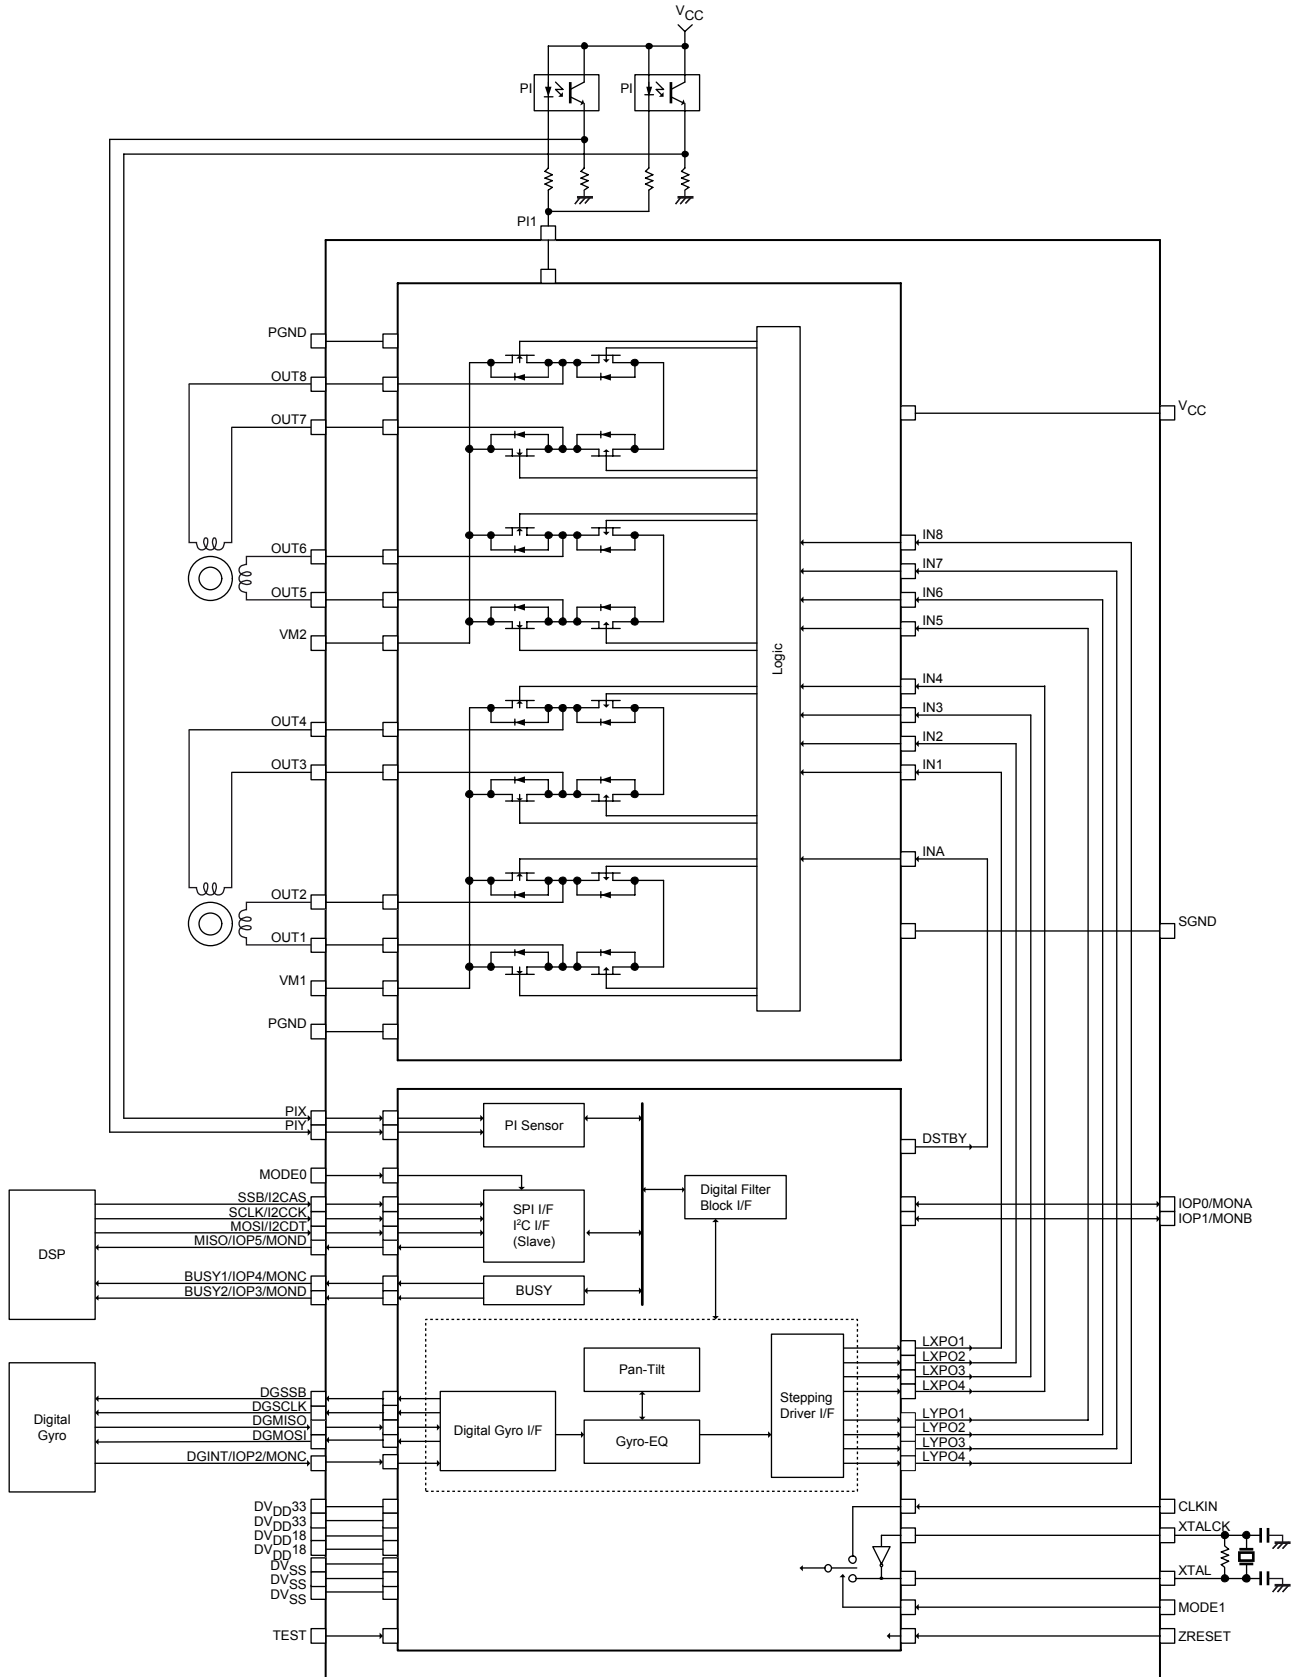 VCC
PI
PI
PI1
PGND
OUT8
OUT7
OUT6
OUT5
VM2
OUT4
OUT3
OUT2
OUT1
VM1
PGND
Logic
VCC
IN8
IN7
IN6
IN5
IN4
IN3
IN2
IN1
INA
SGND
PIX
PIY
MODE0
SSB/I2CAS
SCLK/I2CCK
MOSI/I2CDT
MISO/IOP5/MOND
BUSY1/IOP4/MONC
BUSY2/IOP3/MOND
DSP
PI Sensor
SPI I/F
I²C I/F
(Slave)
BUSY
Digital Filter
Block I/F
DSTBY
IOP0/MONA
IOP1/MONB
Digital
Gyro
DGSSB
DGSCLK
DGMISO
DGMOSI
DGINT/IOP2/MONC
Digital Gyro I/F
Pan-Tilt
Gyro-EQ
Stepping
Driver I/F
LXPO1
LXPO2
LXPO3
LXPO4
LYPO1
LYPO2
LYPO3
LYPO4
DVDD33
DVDD33
DVDD18
DVDD18
DVSS
DVSS
DVSS
TEST
CLKIN
XTALCK
XTAL
MODE1
ZRESET